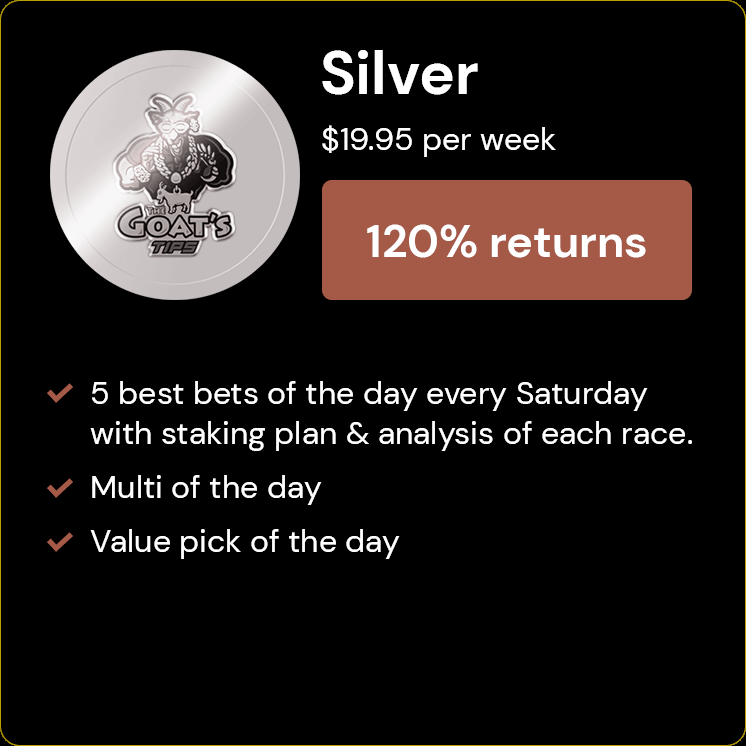 Silver
$19.95 per week
120% returns
THE
GOAT'S
TIPS
5 best bets of the day every Saturday
with staking plan & analysis of each race.
Multi of the day
Value pick of the day